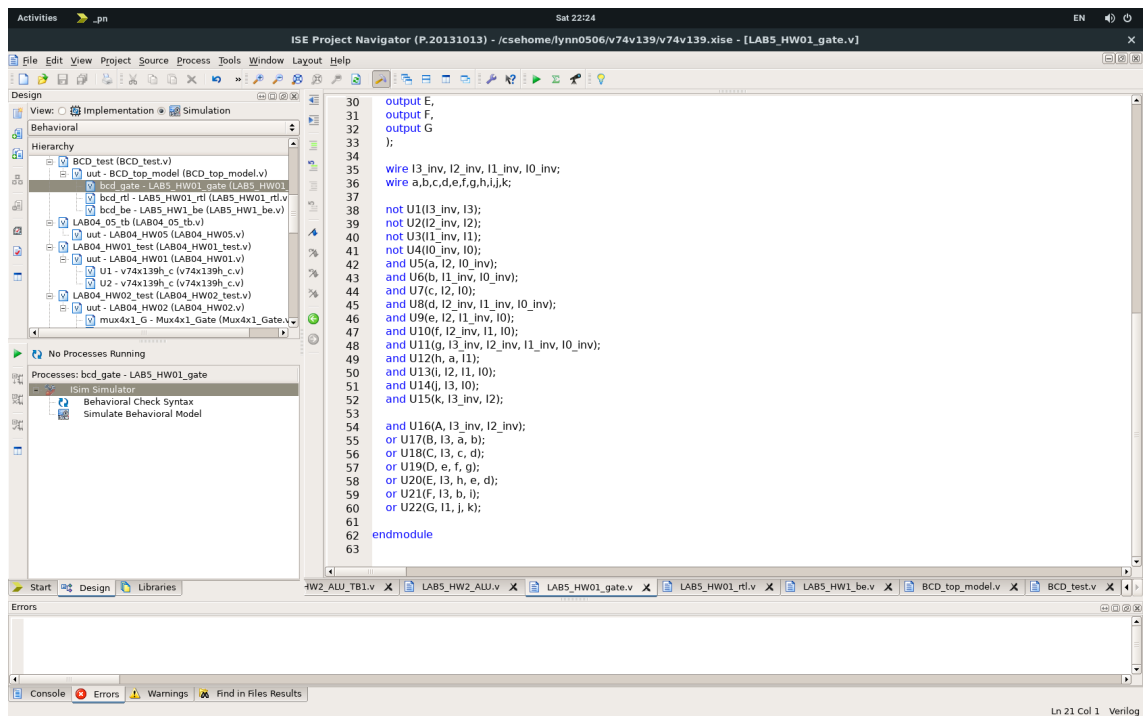 Activities _pn Sat 22:24 EN
ISE Project Navigator (P.20131013) - /csehome/lynn0506/v74v139/v74v139.xise - [LAB5_HW01_gate.v]
File Edit View Project Source Process Tools Window Layout Help
Design
View: Implementation Simulation
Behavioral
Hierarchy
BCD_test (BCD_test.v)
uut - BCD_top_model (BCD_top_model.v)
bcd_gate - LAB5_HW01_gate (LAB5_HW01_
bcd_rtl - LAB5_HW01_rtl (LAB5_HW01_rtl.v
bcd_be - LAB5_HW1_be (LAB5_HW1_be.v)
LAB04_05_tb (LAB04_05_tb.v)
uut - LAB04_HW05 (LAB04_HW05.v)
LAB04_HW01_test (LAB04_HW01_test.v)
uut - LAB04_HW01 (LAB04_HW01.v)
U1 - v74x139h_c (v74x139h_c.v)
U2 - v74x139h_c (v74x139h_c.v)
LAB04_HW02_test (LAB04_HW02_test.v)
uut - LAB04_HW02 (LAB04_HW02.v)
mux4x1_G - Mux4x1_Gate (Mux4x1_Gate.v
No Processes Running
Processes: bcd_gate - LAB5_HW01_gate
ISim Simulator
Behavioral Check Syntax
Simulate Behavioral Model
Start Design Libraries
30 output E,
31 output F,
32 output G
33 );
34
35 wire I3_inv, I2_inv, I1_inv, I0_inv;
36 wire a,b,c,d,e,f,g,h,i,j,k;
37
38 not U1(I3_inv, I3);
39 not U2(I2_inv, I2);
40 not U3(I1_inv, I1);
41 not U4(I0_inv, I0);
42 and U5(a, I2, I0_inv);
43 and U6(b, I1_inv, I0_inv);
44 and U7(c, I2, I0);
45 and U8(d, I2_inv, I1_inv, I0_inv);
46 and U9(e, I2, I1_inv, I0);
47 and U10(f, I2_inv, I1, I0);
48 and U11(g, I3_inv, I2_inv, I1_inv, I0_inv);
49 and U12(h, a, I1);
50 and U13(i, I2, I1, I0);
51 and U14(j, I3, I0);
52 and U15(k, I3_inv, I2);
53
54 and U16(A, I3_inv, I2_inv);
55 or U17(B, I3, a, b);
56 or U18(C, I3, c, d);
57 or U19(D, e, f, g);
58 or U20(E, I3, h, e, d);
59 or U21(F, I3, b, i);
60 or U22(G, I1, j, k);
61
62 endmodule
63
HW2_ALU_TB1.v LAB5_HW2_ALU.v LAB5_HW01_gate.v LAB5_HW01_rtl.v LAB5_HW1_be.v BCD_top_model.v BCD_test.v
Errors
Console Errors Warnings Find in Files Results
Ln 21 Col 1 Verilog